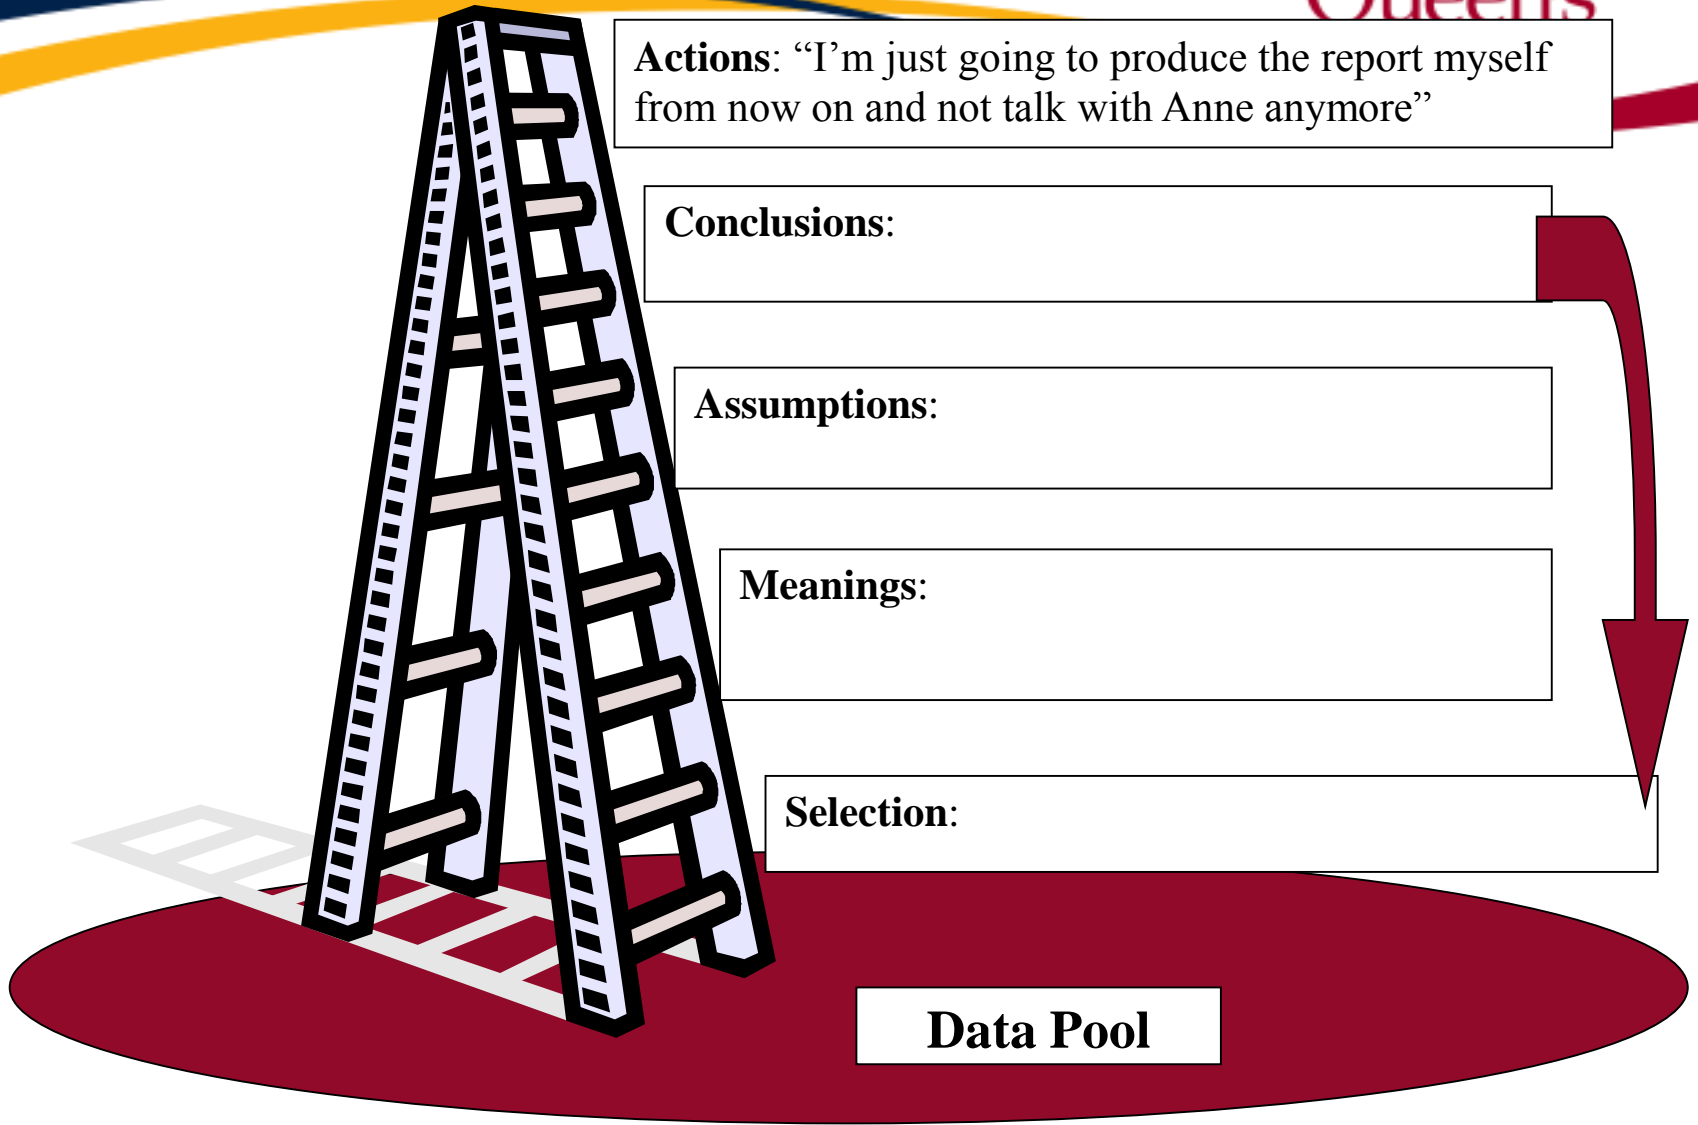 Queen's
Actions: “I’m just going to produce the report myself
from now on and not talk with Anne anymore”
Conclusions:
Assumptions:
Meanings:
Selection:
Data Pool